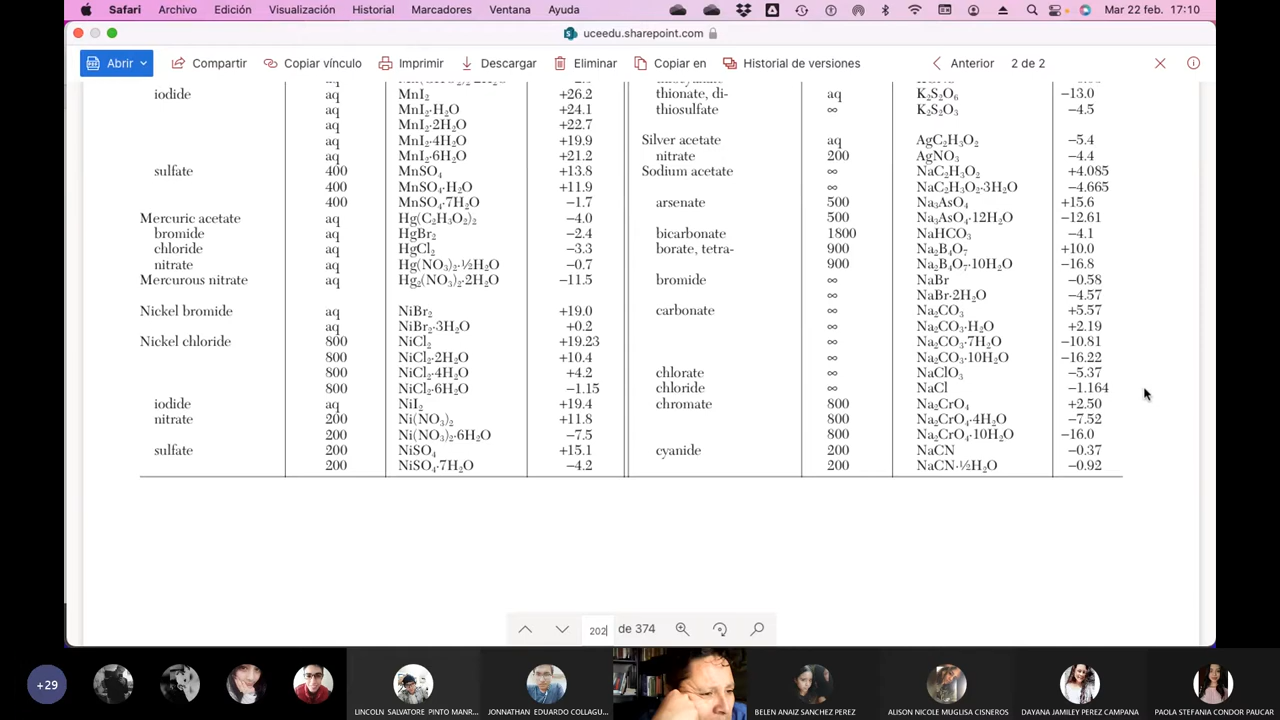 Safari Archivo Edición Visualización Historial Marcadores Ventana Ayuda Mar 22 feb. 17:10
uceedu.sharepoint.com
Abrir Compartir Copiar vínculo Imprimir Descargar Eliminar Copiar en Historial de versiones Anterior 2 de 2
iodide aq MnI₂ +26.2
aq MnI₂·H₂O +24.1
aq MnI₂·2H₂O +22.7
aq MnI₂·4H₂O +19.9
aq MnI₂·6H₂O +21.2
sulfate 400 MnSO₄ +13.8
400 MnSO₄·H₂O +11.9
400 MnSO₄·7H₂O −1.7
Mercuric acetate aq Hg(C₂H₃O₂)₂ −4.0
bromide aq HgBr₂ −2.4
chloride aq HgCl₂ −3.3
nitrate aq Hg(NO₃)₂·½H₂O −0.7
Mercurous nitrate aq Hg₂(NO₃)₂·2H₂O −11.5
Nickel bromide aq NiBr₂ +19.0
aq NiBr₂·3H₂O +0.2
Nickel chloride 800 NiCl₂ +19.23
800 NiCl₂·2H₂O +10.4
800 NiCl₂·4H₂O +4.2
800 NiCl₂·6H₂O −1.15
iodide aq NiI₂ +19.4
nitrate 200 Ni(NO₃)₂ +11.8
200 Ni(NO₃)₂·6H₂O −7.5
sulfate 200 NiSO₄ +15.1
200 NiSO₄·7H₂O −4.2
thionate, di- aq K₂S₂O₆ −13.0
thiosulfate ∞ K₂S₂O₃ −4.5
Silver acetate aq AgC₂H₃O₂ −5.4
nitrate 200 AgNO₃ −4.4
Sodium acetate ∞ NaC₂H₃O₂ +4.085
∞ NaC₂H₃O₂·3H₂O −4.665
arsenate 500 Na₃AsO₄ +15.6
500 Na₃AsO₄·12H₂O −12.61
bicarbonate 1800 NaHCO₃ −4.1
borate, tetra- 900 Na₂B₄O₇ +10.0
900 Na₂B₄O₇·10H₂O −16.8
bromide ∞ NaBr −0.58
∞ NaBr·2H₂O −4.57
carbonate ∞ Na₂CO₃ +5.57
∞ Na₂CO₃·H₂O +2.19
∞ Na₂CO₃·7H₂O −10.81
∞ Na₂CO₃·10H₂O −16.22
chlorate ∞ NaClO₃ −5.37
chloride ∞ NaCl −1.164
chromate 800 Na₂CrO₄ +2.50
800 Na₂CrO₄·4H₂O −7.52
800 Na₂CrO₄·10H₂O −16.0
cyanide 200 NaCN −0.37
200 NaCN·½H₂O −0.92
202 de 374
+29 LINCOLN SALVATORE PINTO MANR... JONNATHAN EDUARDO COLLAGU... BELEN ANAIZ SANCHEZ PEREZ ALISON NICOLE MUGLISA CISNEROS DAYANA JAMILEY PEREZ CAMPANA PAOLA STEFANIA CONDOR PAUCAR